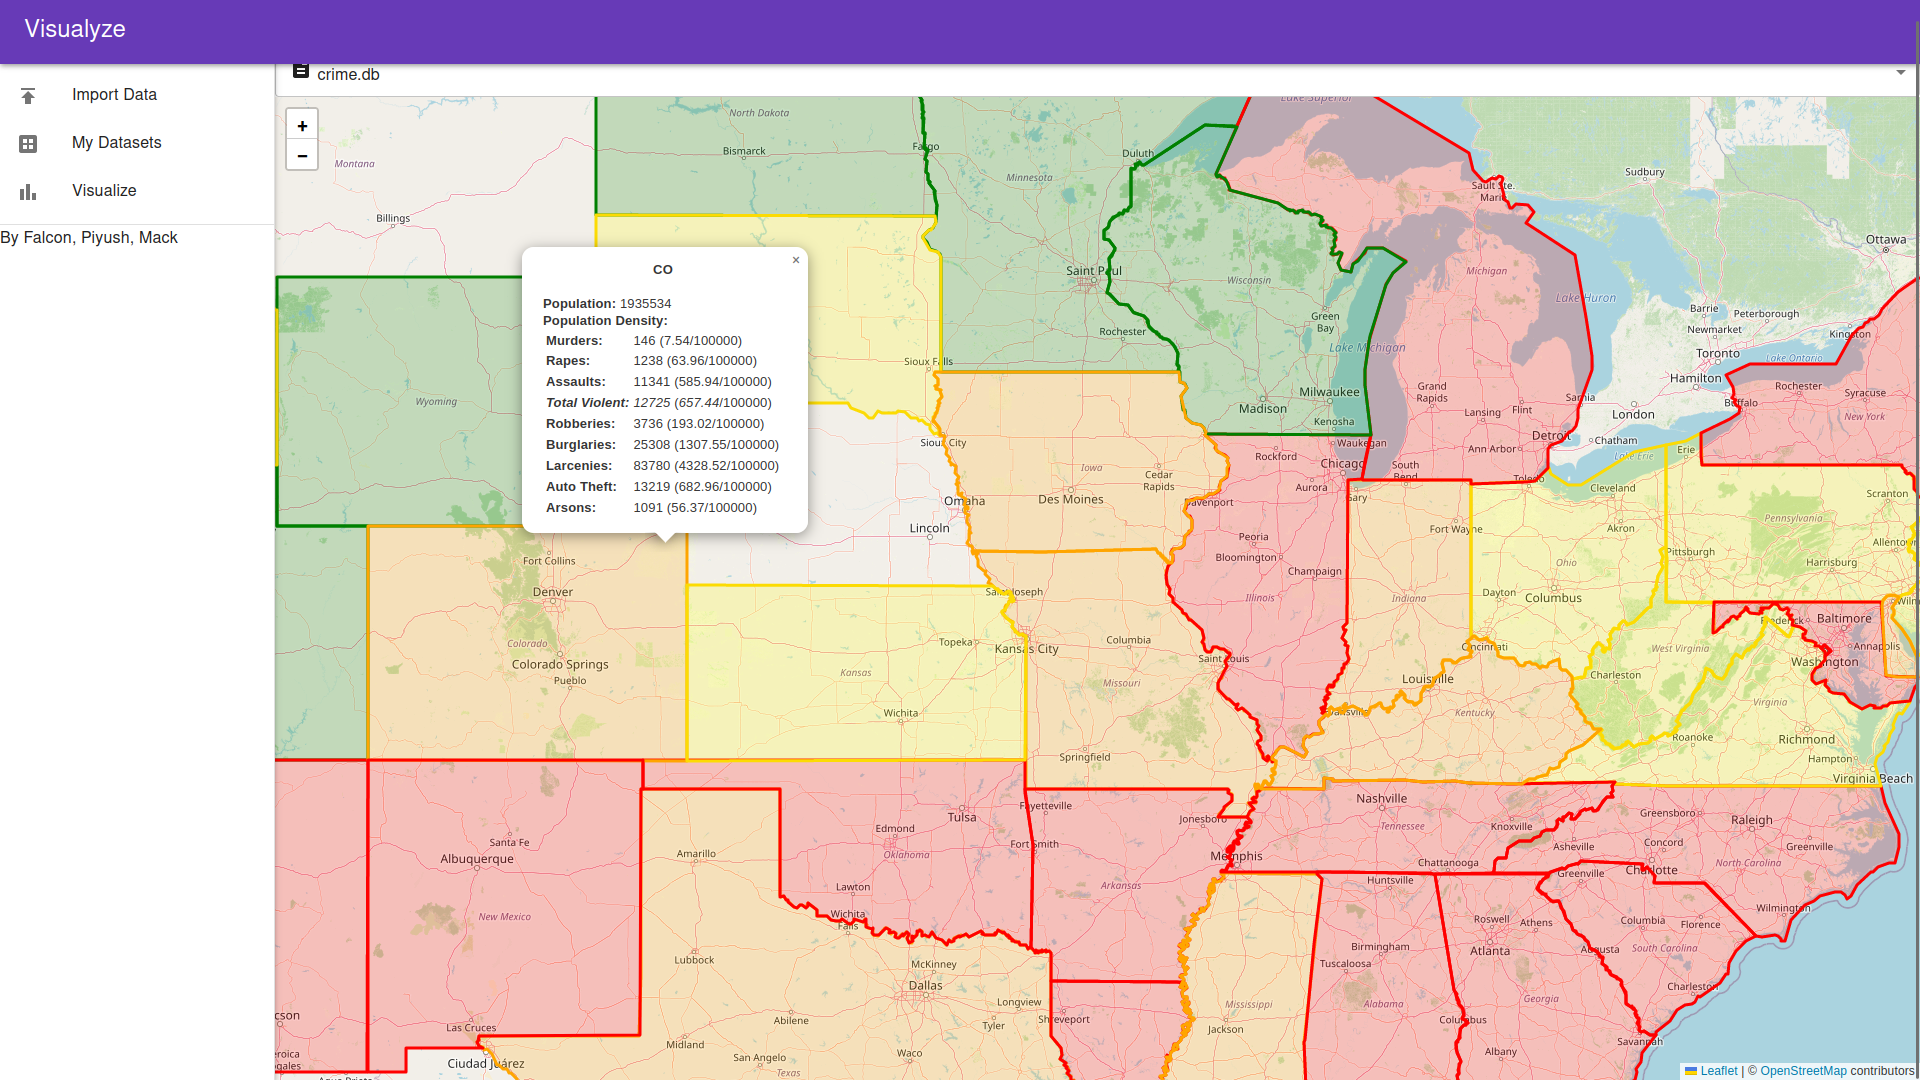 Visualyze
crime.db
Import Data
My Datasets
Visualize
By Falcon, Piyush, Mack
+
−
CO
×
Population: 1935534
Population Density:
Murders: 146 (7.54/100000)
Rapes: 1238 (63.96/100000)
Assaults: 11341 (585.94/100000)
Total Violent: 12725 (657.44/100000)
Robberies: 3736 (193.02/100000)
Burglaries: 25308 (1307.55/100000)
Larcenies: 83780 (4328.52/100000)
Auto Theft: 13219 (682.96/100000)
Arsons: 1091 (56.37/100000)
Lake Superior
North Dakota
Bismarck
Fargo
Montana
Billings
Minnesota
Duluth
Saint Paul
Rochester
Sioux Falls
Wyoming
Sioux City
Wisconsin
Green
Bay
Lake Michigan
Milwaukee
Madison
Kenosha
Waukegan
Sault Ste.
Marie
Sudbury
Ottawa
Michigan
Lake Huron
Barrie
Peterborough
Newmarket
Kingston
Toronto
Lake Ontario
Hamilton
Rochester
Syracuse
Buffalo
New York
Grand
Rapids
Lansing
Flint
Sarnia
London
Detroit
Chatham
Ann Arbor
Lake Erie
Erie
Toledo
Cleveland
Scranton
Iowa
Cedar
Rapids
Des Moines
Omaha
Lincoln
Davenport
Rockford
Chicago
Aurora
South
Bend
Gary
Fort Wayne
Akron
Pennsylvania
Pittsburgh
Allentow
Harrisburg
Peoria
Bloomington
Champaign
Illinois
Indiana
Ohio
Dayton
Columbus
Cincinnati
Fort Collins
Denver
Colorado
Colorado Springs
Pueblo
Saint Joseph
Topeka
Kansas City
Kansas
Wichita
Columbia
Missouri
Saint Louis
Springfield
Louisville
Evansville
Kentucky
Charleston
West Virginia
Frederick
Baltimore
Annapolis
Washington
Wiln
Virginia
Roanoke
Richmond
Hampton
Virginia Beach
Santa Fe
Albuquerque
New Mexico
Las Cruces
Ciudad Juárez
cson
eroica
ogales
Agua Prieta
Amarillo
Edmond
Tulsa
Oklahoma
Lawton
Wichita
Falls
Fayetteville
Fort Smith
Jonesboro
Arkansas
Memphis
Nashville
Tennessee
Knoxville
Chattanooga
Huntsville
Asheville
Greensboro
Raleigh
Concord
Greenville
Charlotte
North Carolina
Greenville
Wilmington
Columbia
Florence
South Carolina
Charleston
Lubbock
McKinney
Dallas
Longview
Tyler
Abilene
Midland
San Angelo
Waco
Texas
Shreveport
Mississippi
Jackson
Birmingham
Tuscaloosa
Alabama
Roswell
Athens
Atlanta
Augusta
Georgia
Columbus
Albany
Savannah
Leaflet | © OpenStreetMap contributors